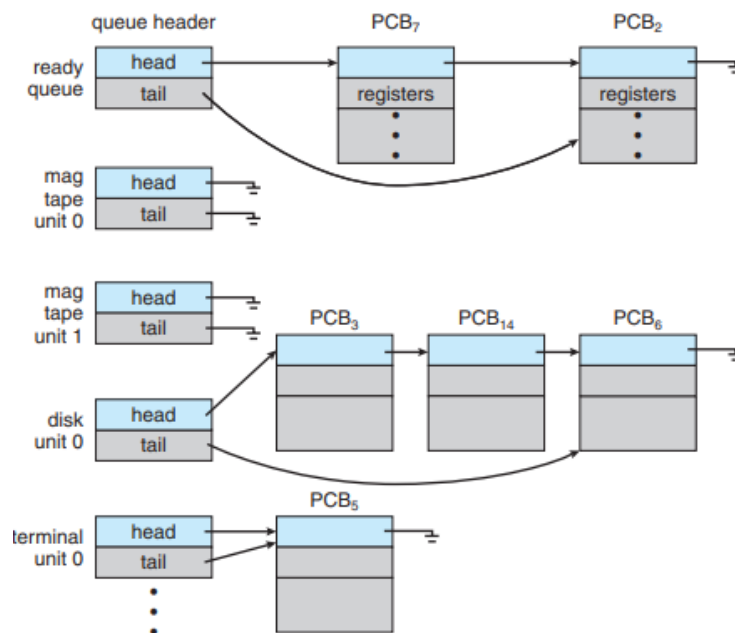 queue header
PCB₇
PCB₂
ready
queue
head
tail
registers
registers
mag
tape
unit 0
head
tail
mag
tape
unit 1
head
tail
PCB₃
PCB₁₄
PCB₆
disk
unit 0
head
tail
PCB₅
terminal
unit 0
head
tail